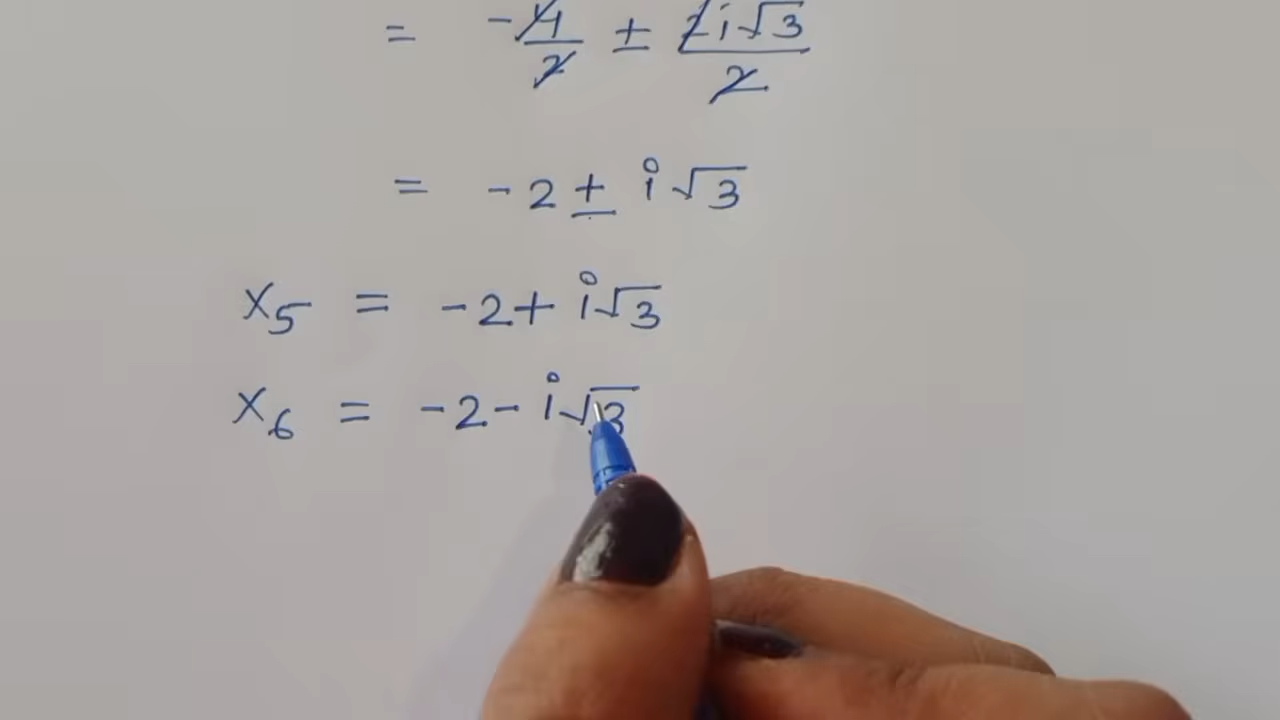 = -4/2 ± 2i√3/2
= -2 ± i√3
x₅ = -2 + i√3
x₆ = -2 - i√3